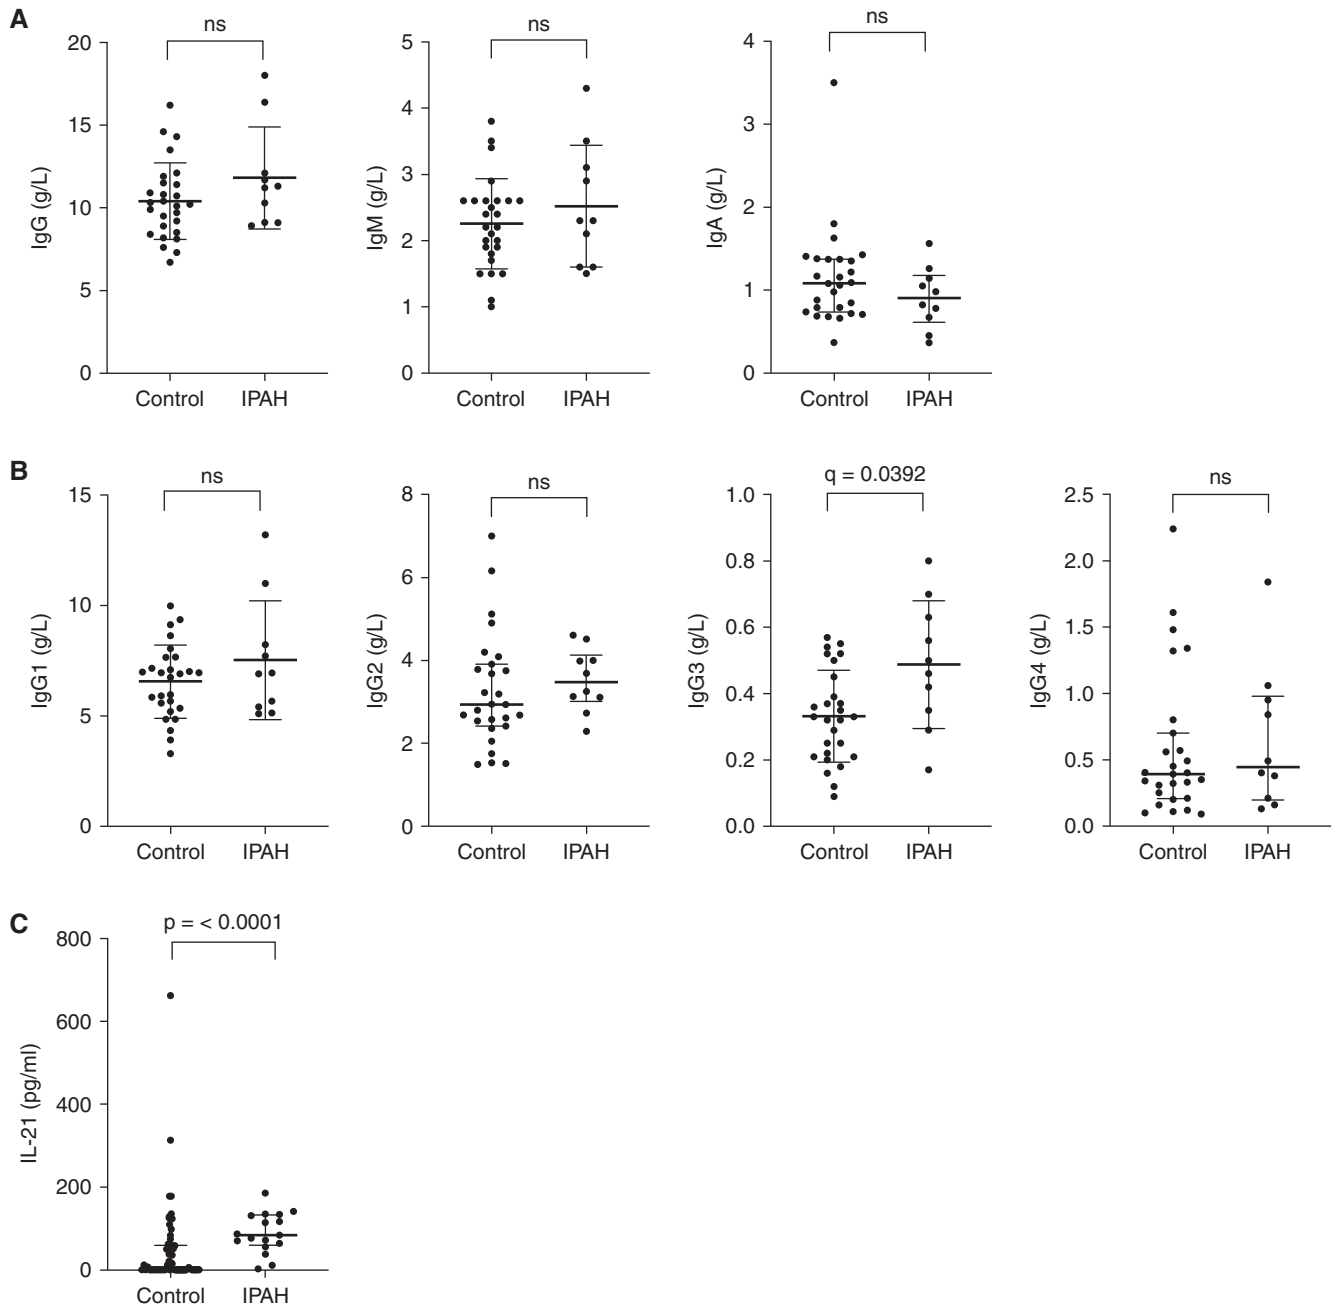 A
ns
ns
ns
IgG (g/L)
20
15
10
5
0
Control
IPAH
IgM (g/L)
5
4
3
2
1
0
Control
IPAH
IgA (g/L)
4
3
2
1
0
Control
IPAH
B
ns
ns
q = 0.0392
ns
IgG1 (g/L)
15
10
5
0
Control
IPAH
IgG2 (g/L)
8
6
4
2
0
Control
IPAH
IgG3 (g/L)
1.0
0.8
0.6
0.4
0.2
0.0
Control
IPAH
IgG4 (g/L)
2.5
2.0
1.5
1.0
0.5
0.0
Control
IPAH
C
p = < 0.0001
IL-21 (pg/ml)
800
600
400
200
0
Control
IPAH